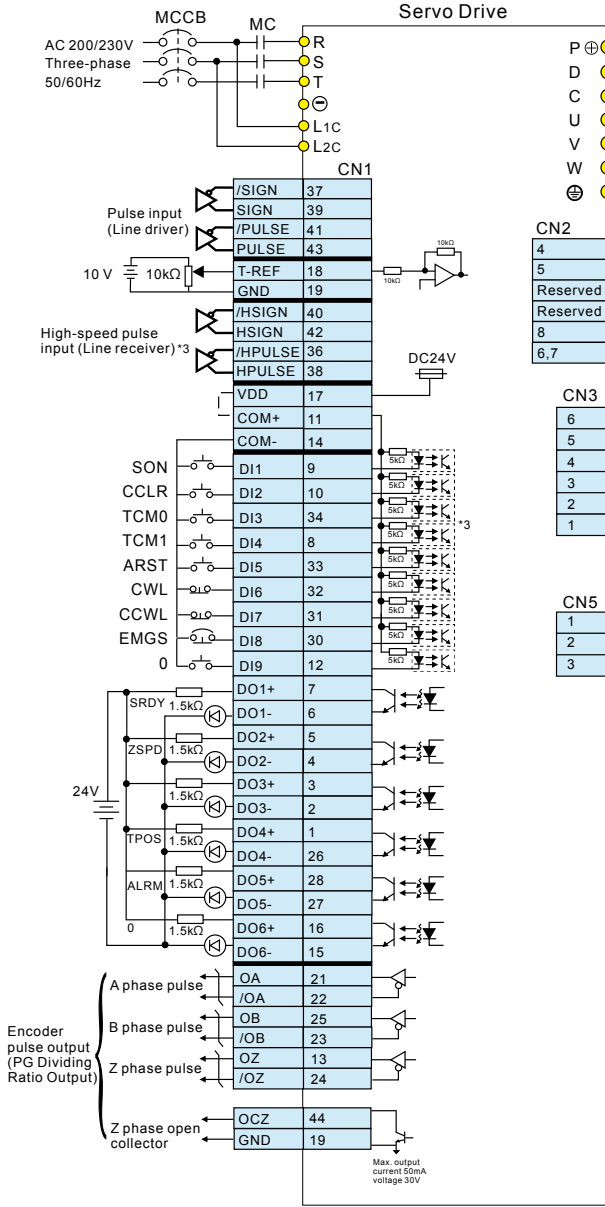 Servo Drive
MCCB
MC
AC 200/230V
Three-phase
50/60Hz
R
S
T
⊖
L1C
L2C
P ⊕
D
C
U
V
W
CN1
Pulse input
(Line driver)
/SIGN 37
SIGN 39
/PULSE 41
PULSE 43
10 V
10kΩ
T-REF 18
GND 19
10kΩ
10kΩ
High-speed pulse
input (Line receiver)*3
/HSIGN 40
HSIGN 42
/HPULSE 36
HPULSE 38
DC24V
VDD 17
COM+ 11
COM- 14
SON DI1 9 5kΩ
CCLR DI2 10 5kΩ
TCM0 DI3 34 5kΩ
*3
TCM1 DI4 8 5kΩ
ARST DI5 33 5kΩ
CWL DI6 32 5kΩ
CCWL DI7 31 5kΩ
EMGS DI8 30 5kΩ
0 DI9 12 5kΩ
24V
SRDY 1.5kΩ DO1+ 7
DO1- 6
ZSPD 1.5kΩ DO2+ 5
DO2- 4
1.5kΩ DO3+ 3
DO3- 2
TPOS 1.5kΩ DO4+ 1
DO4- 26
ALRM 1.5kΩ DO5+ 28
DO5- 27
0 1.5kΩ DO6+ 16
DO6- 15
Encoder
pulse output
(PG Dividing
Ratio Output)
A phase pulse
OA 21
/OA 22
B phase pulse
OB 25
/OB 23
Z phase pulse
OZ 13
/OZ 24
Z phase open
collector
OCZ 44
GND 19
Max. output
current 50mA
voltage 30V
CN2
4
5
Reserved
Reserved
8
6,7
CN3
6
5
4
3
2
1
CN5
1
2
3